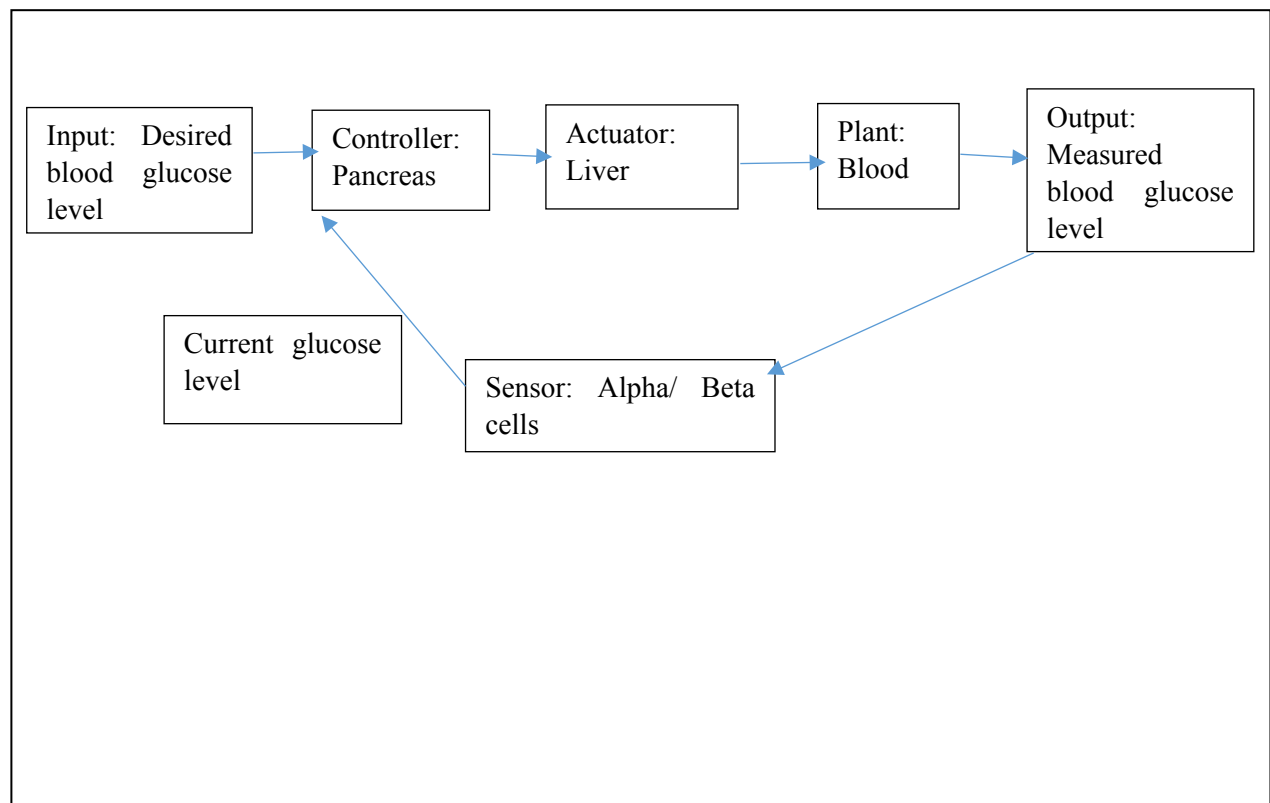 Input: Desired
blood glucose
level
Controller:
Pancreas
Actuator:
Liver
Plant:
Blood
Output:
Measured
blood glucose
level
Current glucose
level
Sensor: Alpha/ Beta
cells